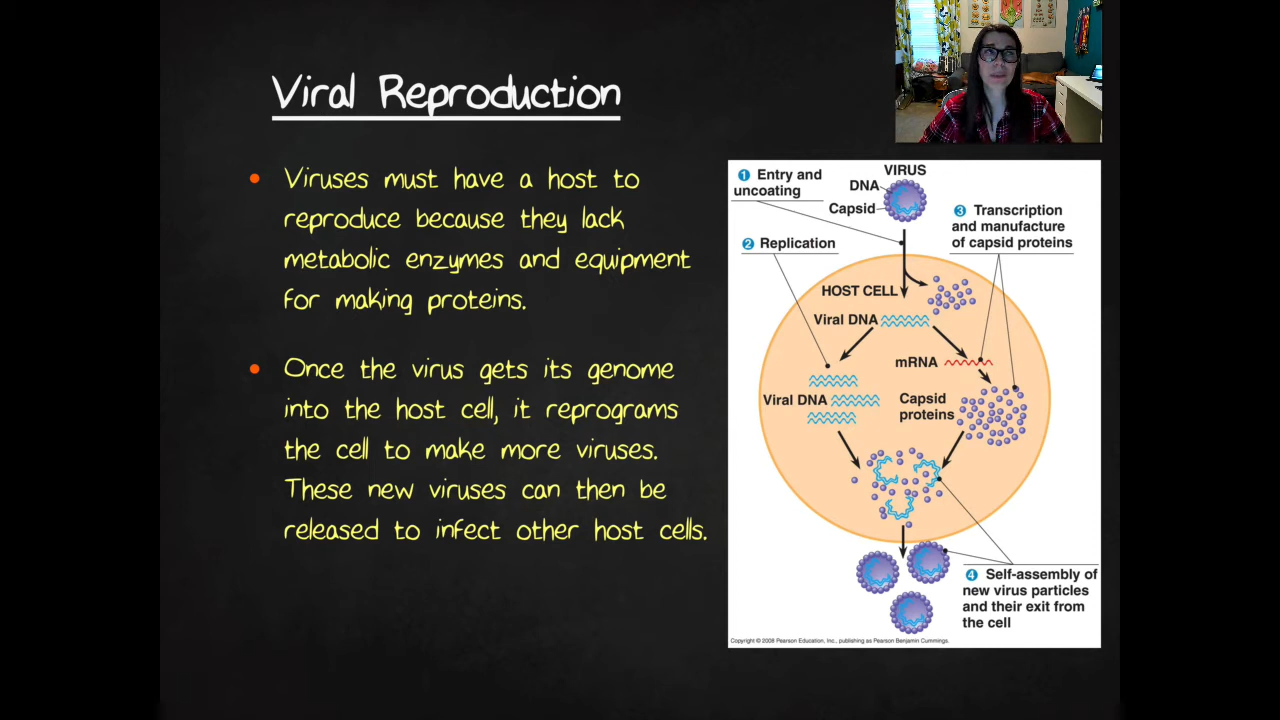 Viral Reproduction
• Viruses must have a host to
reproduce because they lack
metabolic enzymes and equipment
for making proteins.
• Once the virus gets its genome
into the host cell, it reprograms
the cell to make more viruses.
These new viruses can then be
released to infect other host cells.
1 Entry and
uncoating
VIRUS
DNA
Capsid
3 Transcription
and manufacture
of capsid proteins
2 Replication
HOST CELL
Viral DNA
mRNA
Viral DNA
Capsid
proteins
4 Self-assembly of
new virus particles
and their exit from
the cell
Copyright © 2008 Pearson Education, Inc., publishing as Pearson Benjamin Cummings.